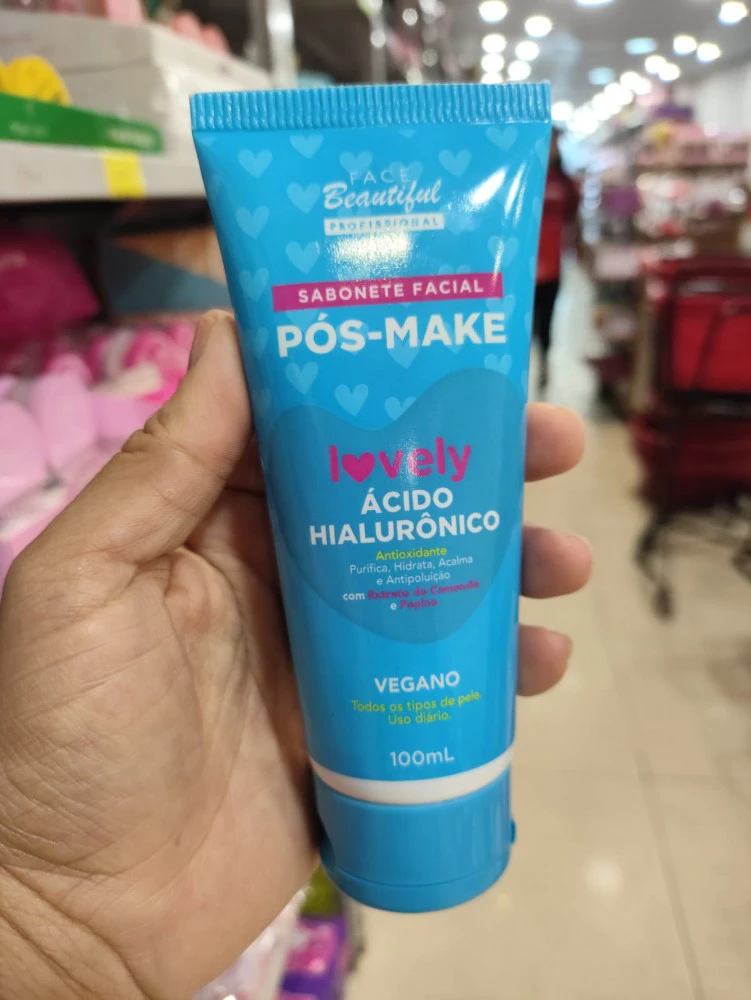 FACE
Beautiful
PROFISSIONAL
SABONETE FACIAL
PÓS-MAKE
lovely
ÁCIDO
HIALURÔNICO
Antioxidante
Purifica, Hidrata, Acalma
e Antipoluição
com de Camomila
e Pepino
VEGANO
Todos os tipos de pele.
Uso diário.
100mL